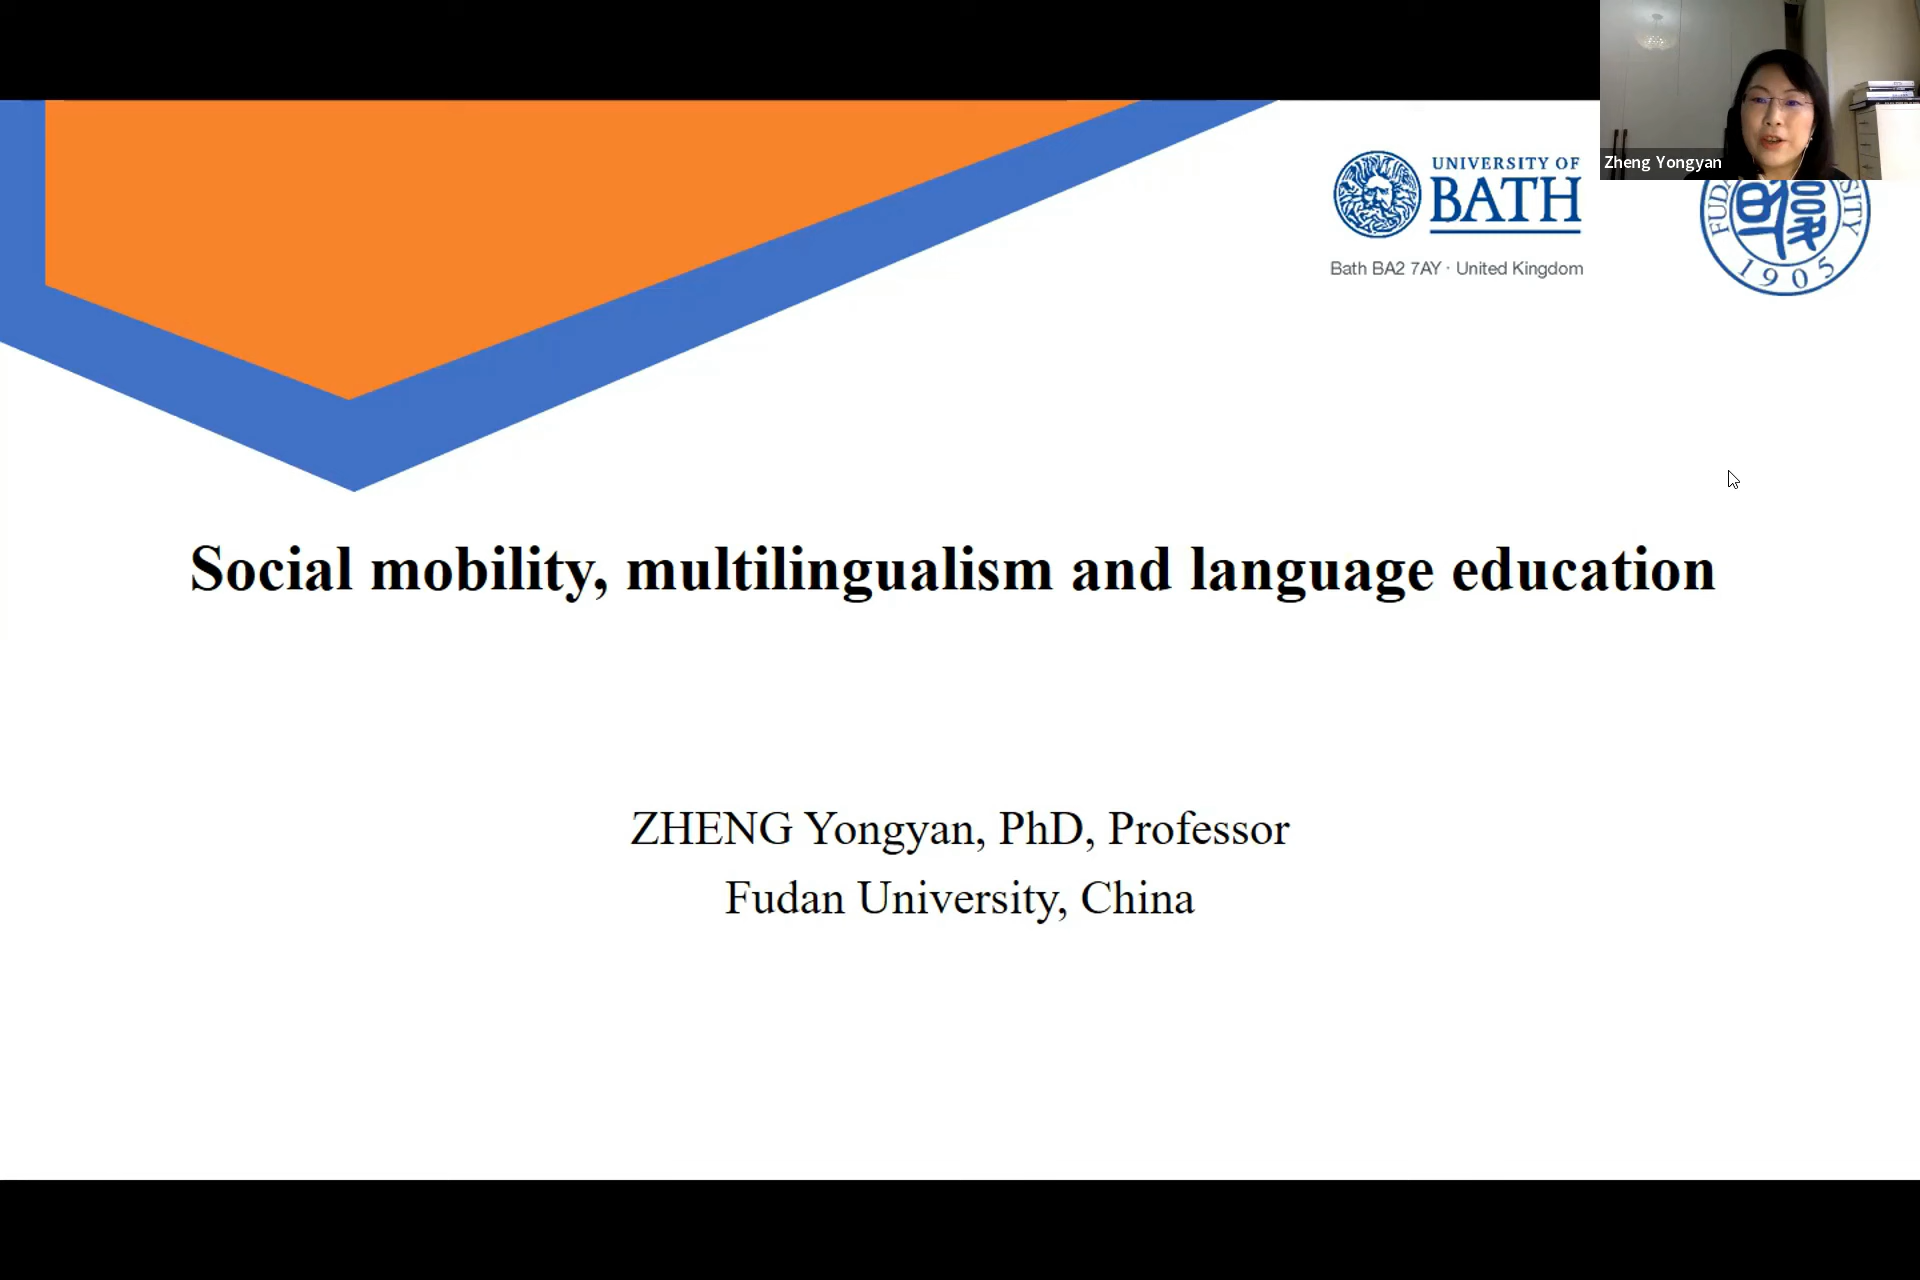 UNIVERSITY OF
BATH
Bath BA2 7AY · United Kingdom
Zheng Yongyan
1905
Social mobility, multilingualism and language education
ZHENG Yongyan, PhD, Professor
Fudan University, China